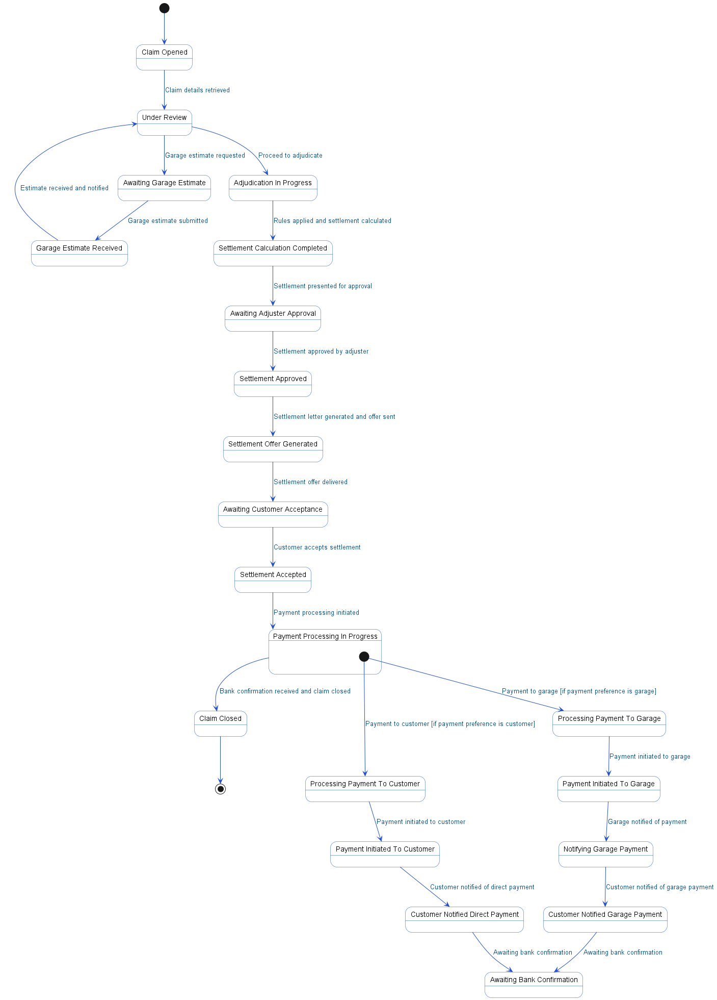 Claim Opened
Claim details retrieved
Under Review
Garage estimate requested
Proceed to adjudicate
Estimate received and notified
Awaiting Garage Estimate
Adjudication In Progress
Garage estimate submitted
Rules applied and settlement calculated
Garage Estimate Received
Settlement Calculation Completed
Settlement presented for approval
Awaiting Adjuster Approval
Settlement approved by adjuster
Settlement Approved
Settlement letter generated and offer sent
Settlement Offer Generated
Settlement offer delivered
Awaiting Customer Acceptance
Customer accepts settlement
Settlement Accepted
Payment processing initiated
Payment Processing In Progress
Bank confirmation received and claim closed
Payment to garage [if payment preference is garage]
Claim Closed
Payment to customer [if payment preference is customer]
Processing Payment To Garage
Payment initiated to garage
Processing Payment To Customer
Payment Initiated To Garage
Payment initiated to customer
Garage notified of payment
Payment Initiated To Customer
Notifying Garage Payment
Customer notified of direct payment
Customer notified of garage payment
Customer Notified Direct Payment
Customer Notified Garage Payment
Awaiting bank confirmation
Awaiting bank confirmation
Awaiting Bank Confirmation